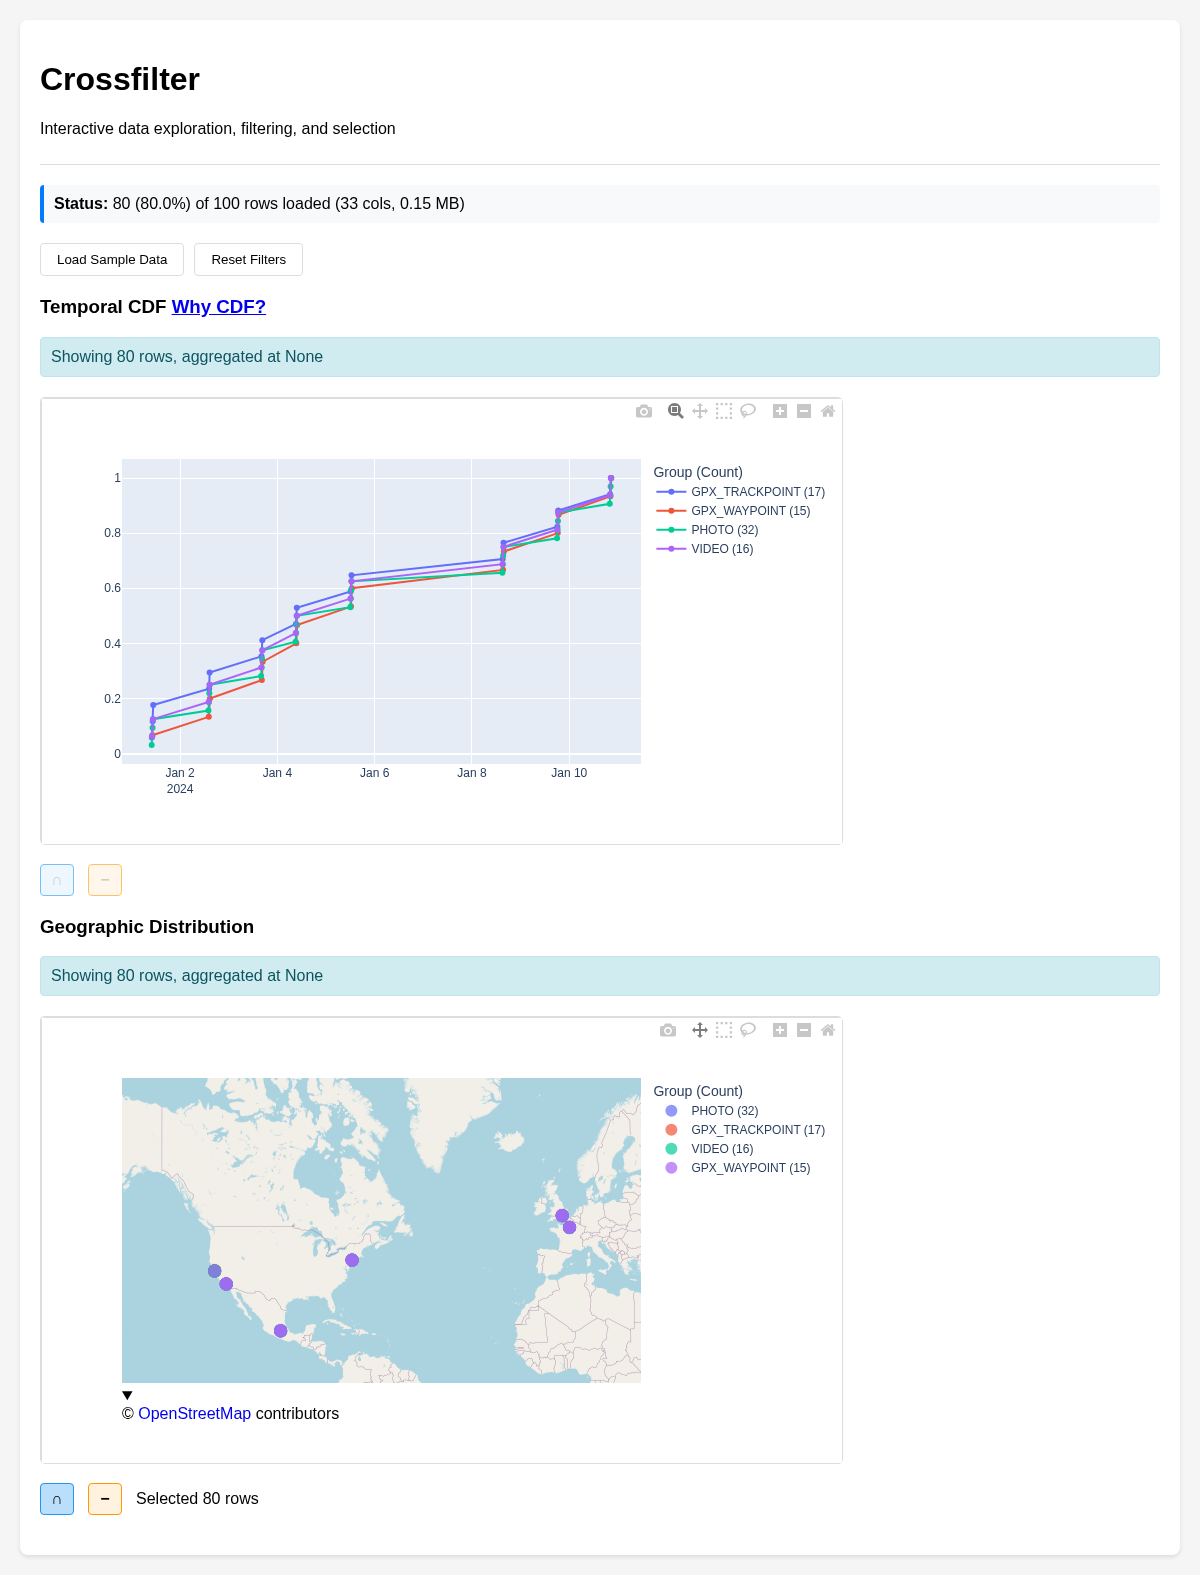 Crossfilter
Interactive data exploration, filtering, and selection
Status: 80 (80.0%) of 100 rows loaded (33 cols, 0.15 MB)
Load Sample Data Reset Filters
Temporal CDF Why CDF?
Showing 80 rows, aggregated at None
Group (Count)
GPX_TRACKPOINT (17)
GPX_WAYPOINT (15)
PHOTO (32)
VIDEO (16)
1
0.8
0.6
0.4
0.2
0
Jan 2 Jan 4 Jan 6 Jan 8 Jan 10
2024
∩ −
Geographic Distribution
Showing 80 rows, aggregated at None
Group (Count)
PHOTO (32)
GPX_TRACKPOINT (17)
VIDEO (16)
GPX_WAYPOINT (15)
© OpenStreetMap contributors
∩ − Selected 80 rows